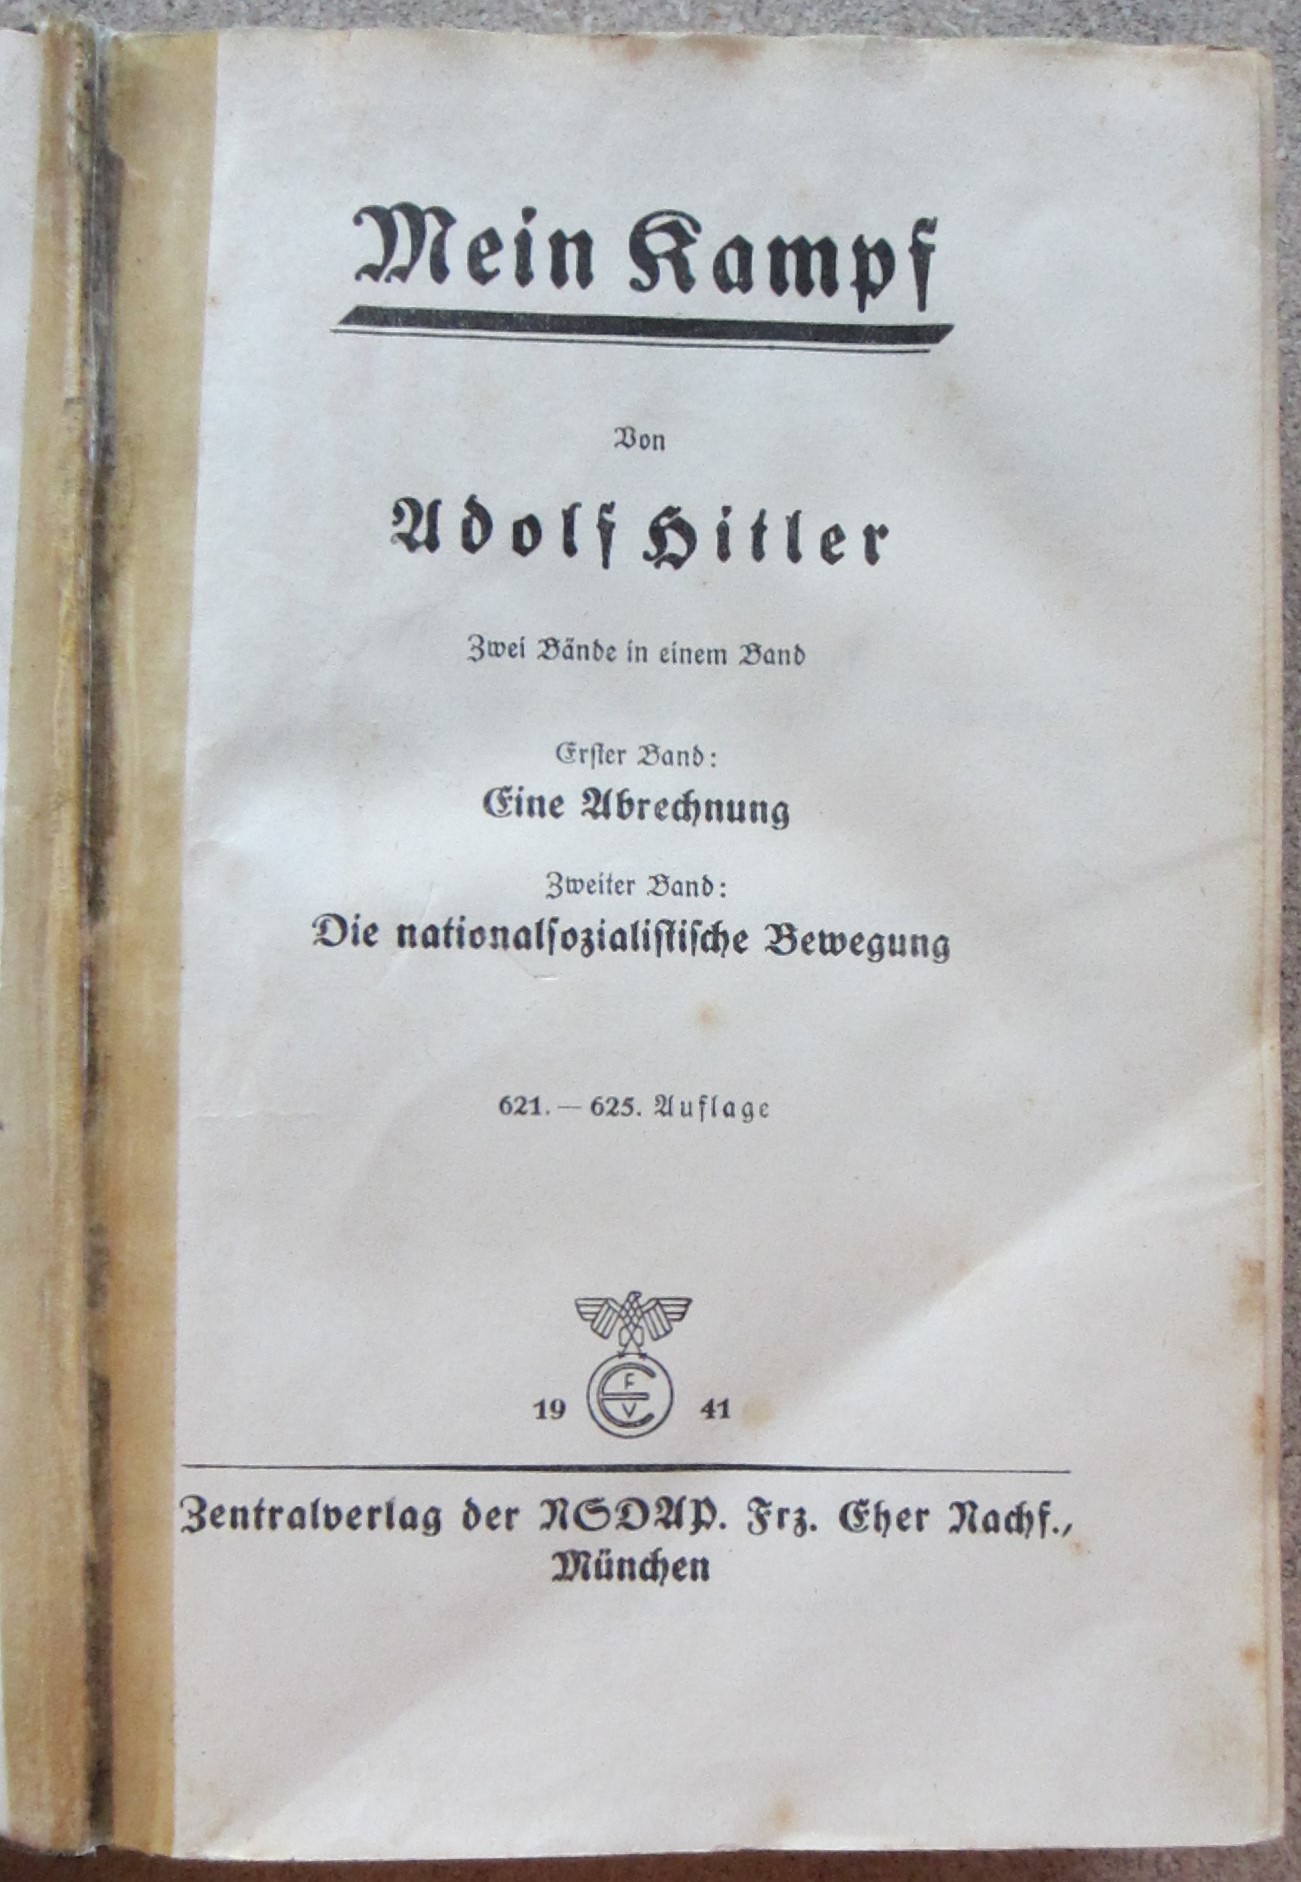 Mein Kampf
Von
Adolf Hitler
Zwei Bände in einem Band
Erſter Band:
Eine Abrechnung
Zweiter Band:
Die nationalſozialiſtiſche Bewegung
621. — 625. Auflage
F
E
V
19 41
Zentralverlag der NSDAP. Frz. Eher Nachf.,
München